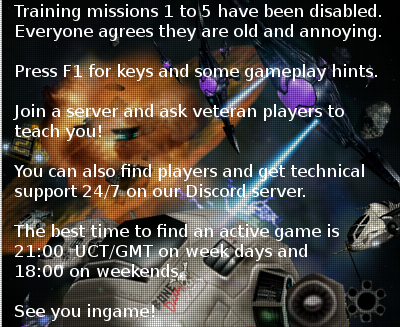 Training missions 1 to 5 have been disabled.
Everyone agrees they are old and annoying.
Press F1 for keys and some gameplay hints.
Join a server and ask veteran players to
teach you!
You can also find players and get technical
support 24/7 on our Discord server.
The best time to find an active game is
21:00  UCT/GMT on week days and
18:00 on weekends.
See you ingame!